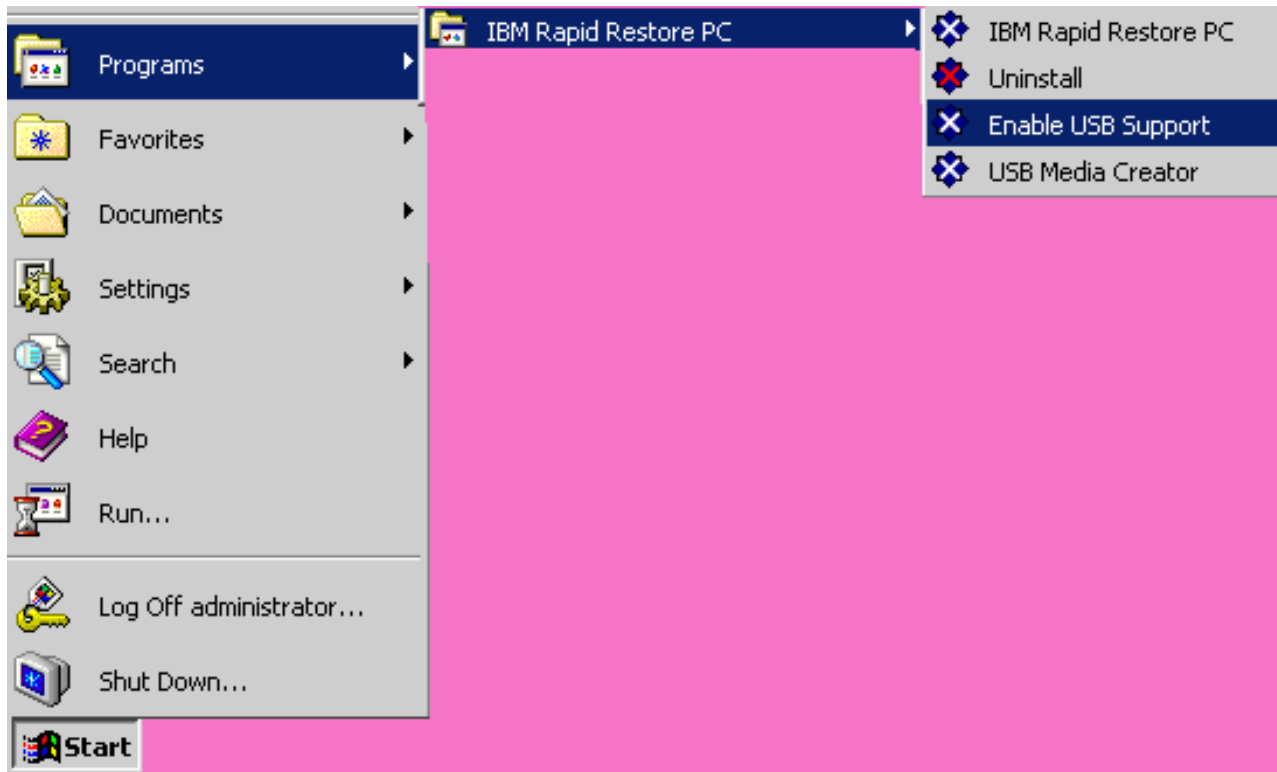 Programs
Favorites
Documents
Settings
Search
Help
Run...
Log Off administrator...
Shut Down...
Start
IBM Rapid Restore PC
IBM Rapid Restore PC
Uninstall
Enable USB Support
USB Media Creator